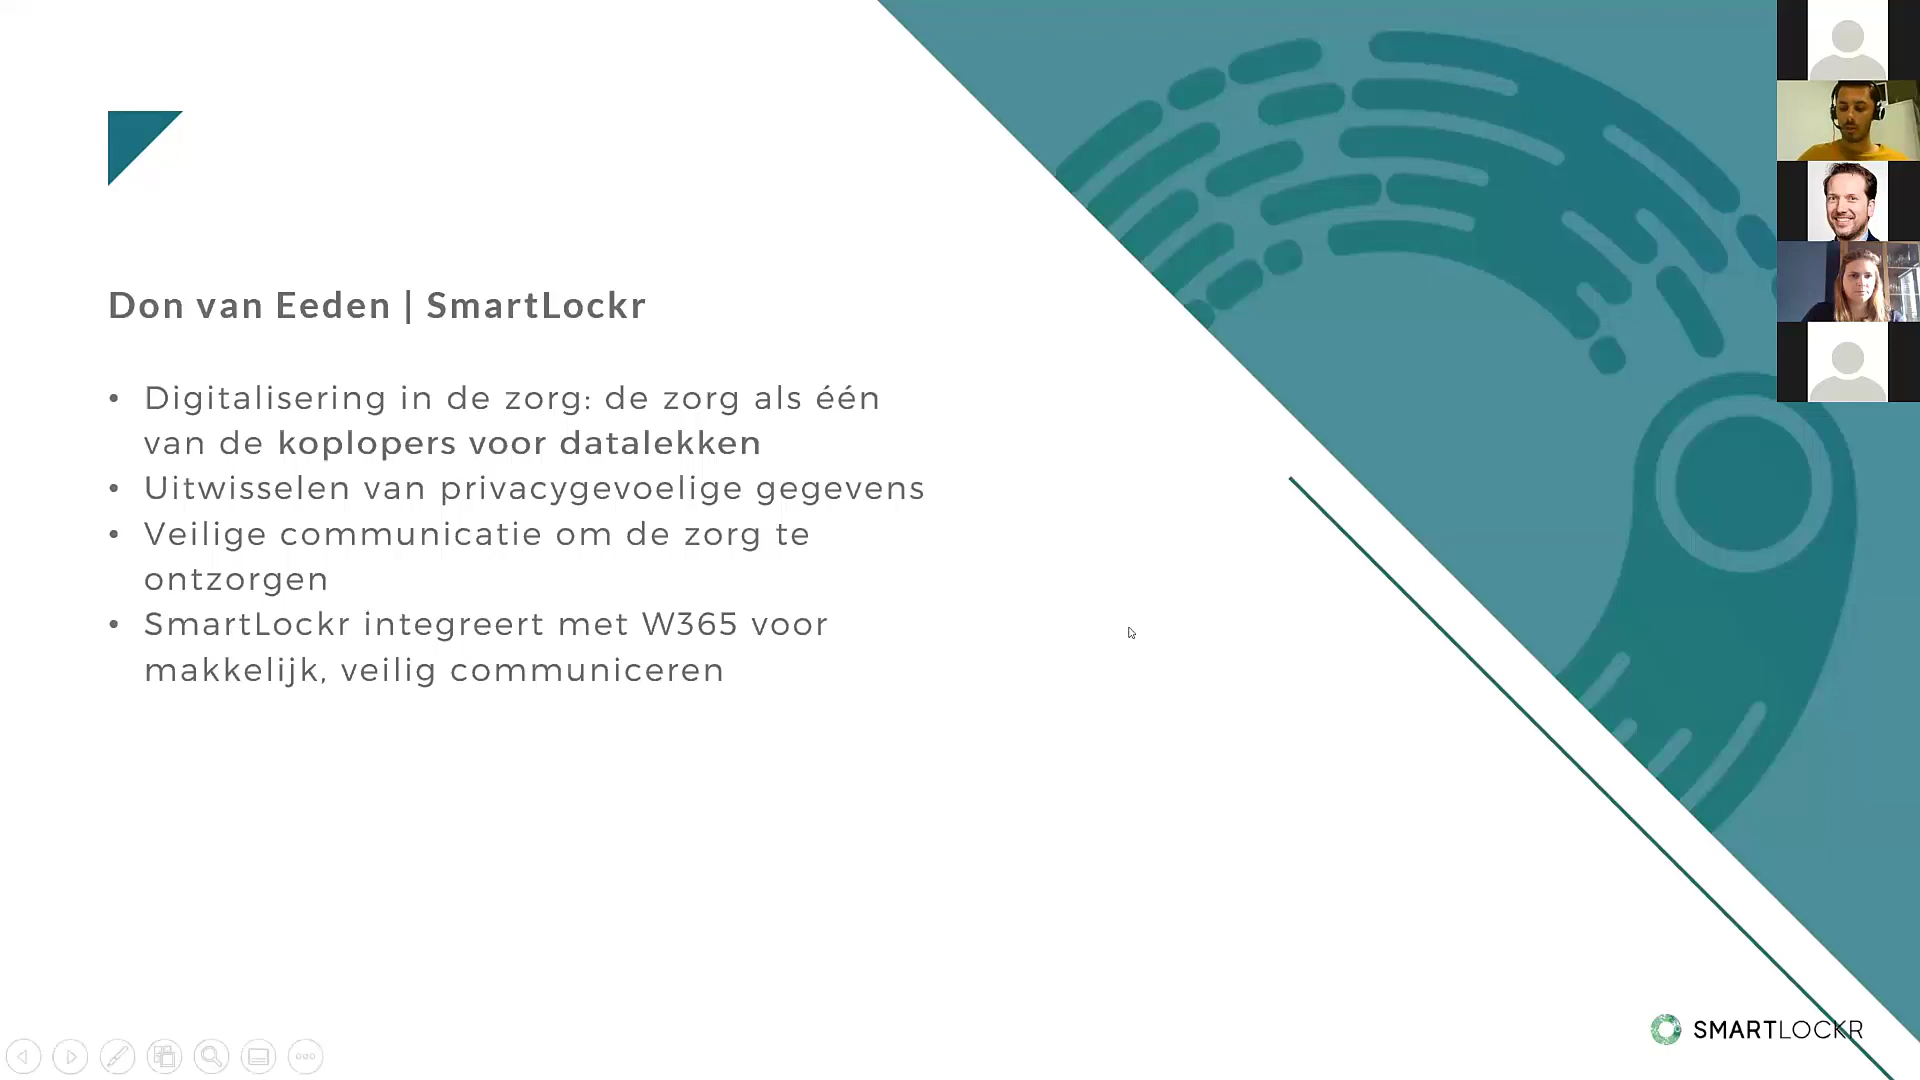 Don van Eeden | SmartLockr
• Digitalisering in de zorg: de zorg als één
van de koplopers voor datalekken
• Uitwisselen van privacygevoelige gegevens
• Veilige communicatie om de zorg te
ontzorgen
• SmartLockr integreert met W365 voor
makkelijk, veilig communiceren
SMARTLOCKR